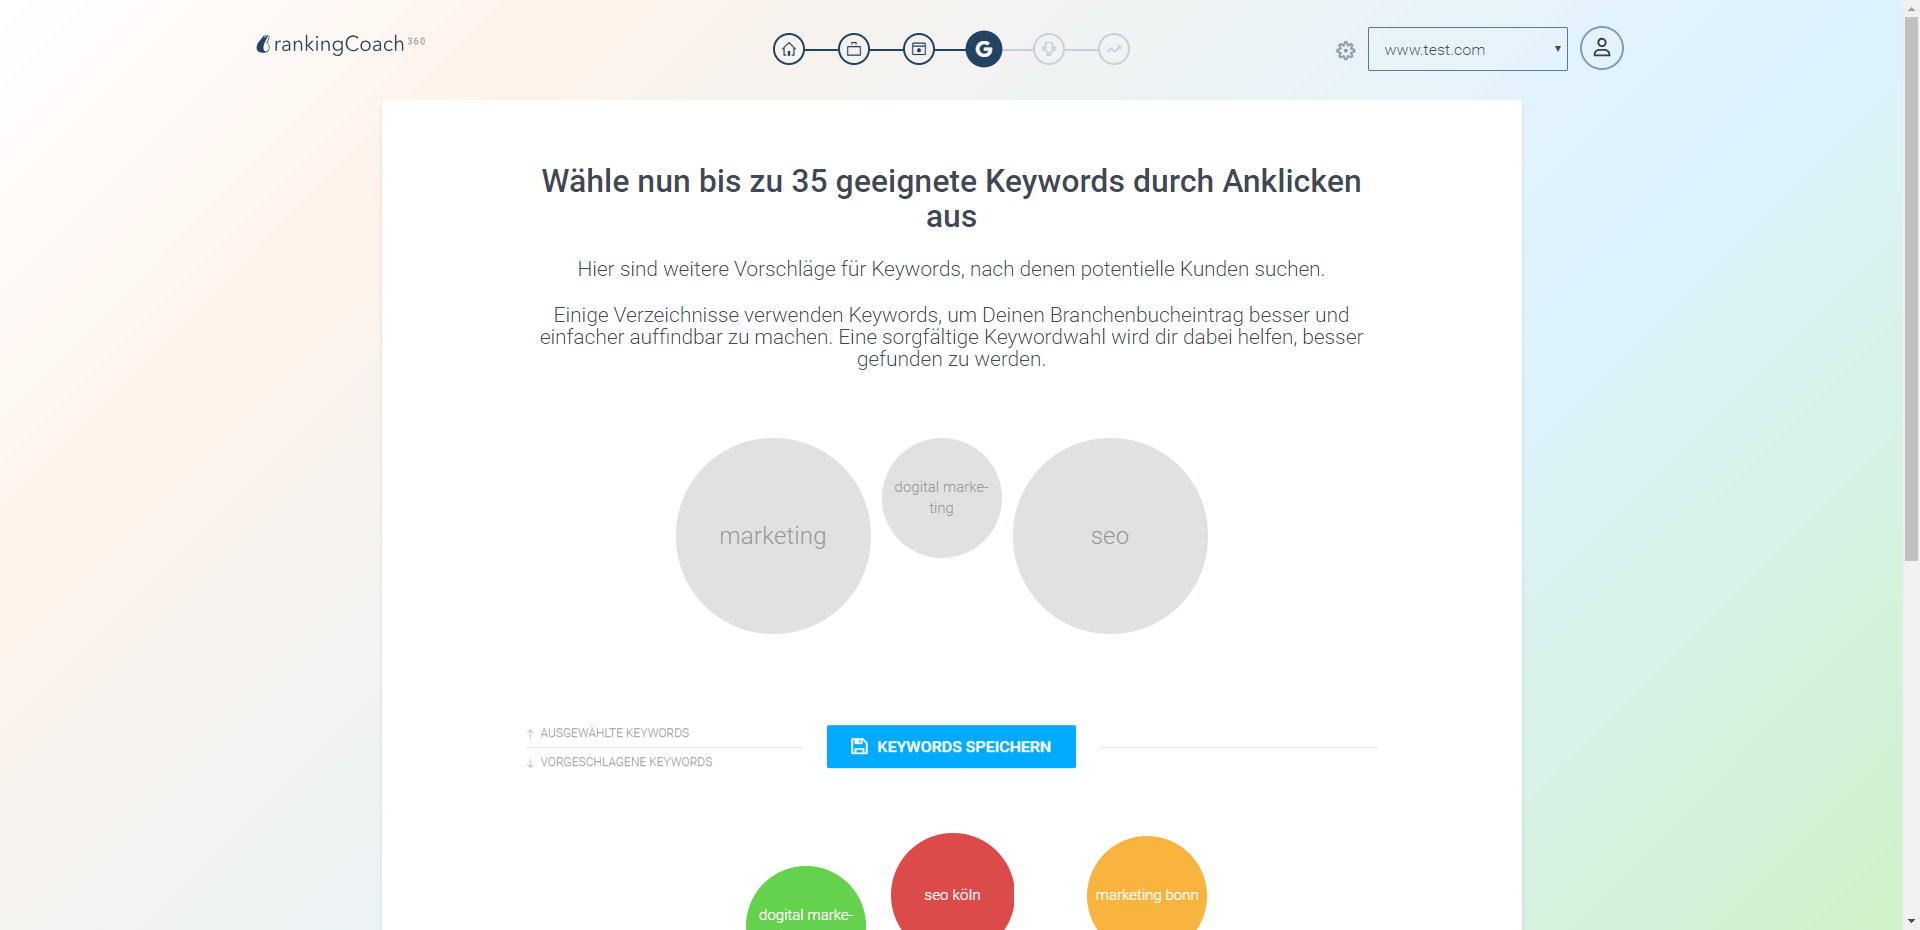 rankingCoach 360
www.test.com
Wähle nun bis zu 35 geeignete Keywords durch Anklicken
aus
Hier sind weitere Vorschläge für Keywords, nach denen potentielle Kunden suchen.
Einige Verzeichnisse verwenden Keywords, um Deinen Branchenbucheintrag besser und
einfacher auffindbar zu machen. Eine sorgfältige Keywordwahl wird dir dabei helfen, besser
gefunden zu werden.
marketing
dogital marke-
ting
seo
↑ AUSGEWÄHLTE KEYWORDS
↓ VORGESCHLAGENE KEYWORDS
KEYWORDS SPEICHERN
seo köln
marketing bonn
dogital marke-